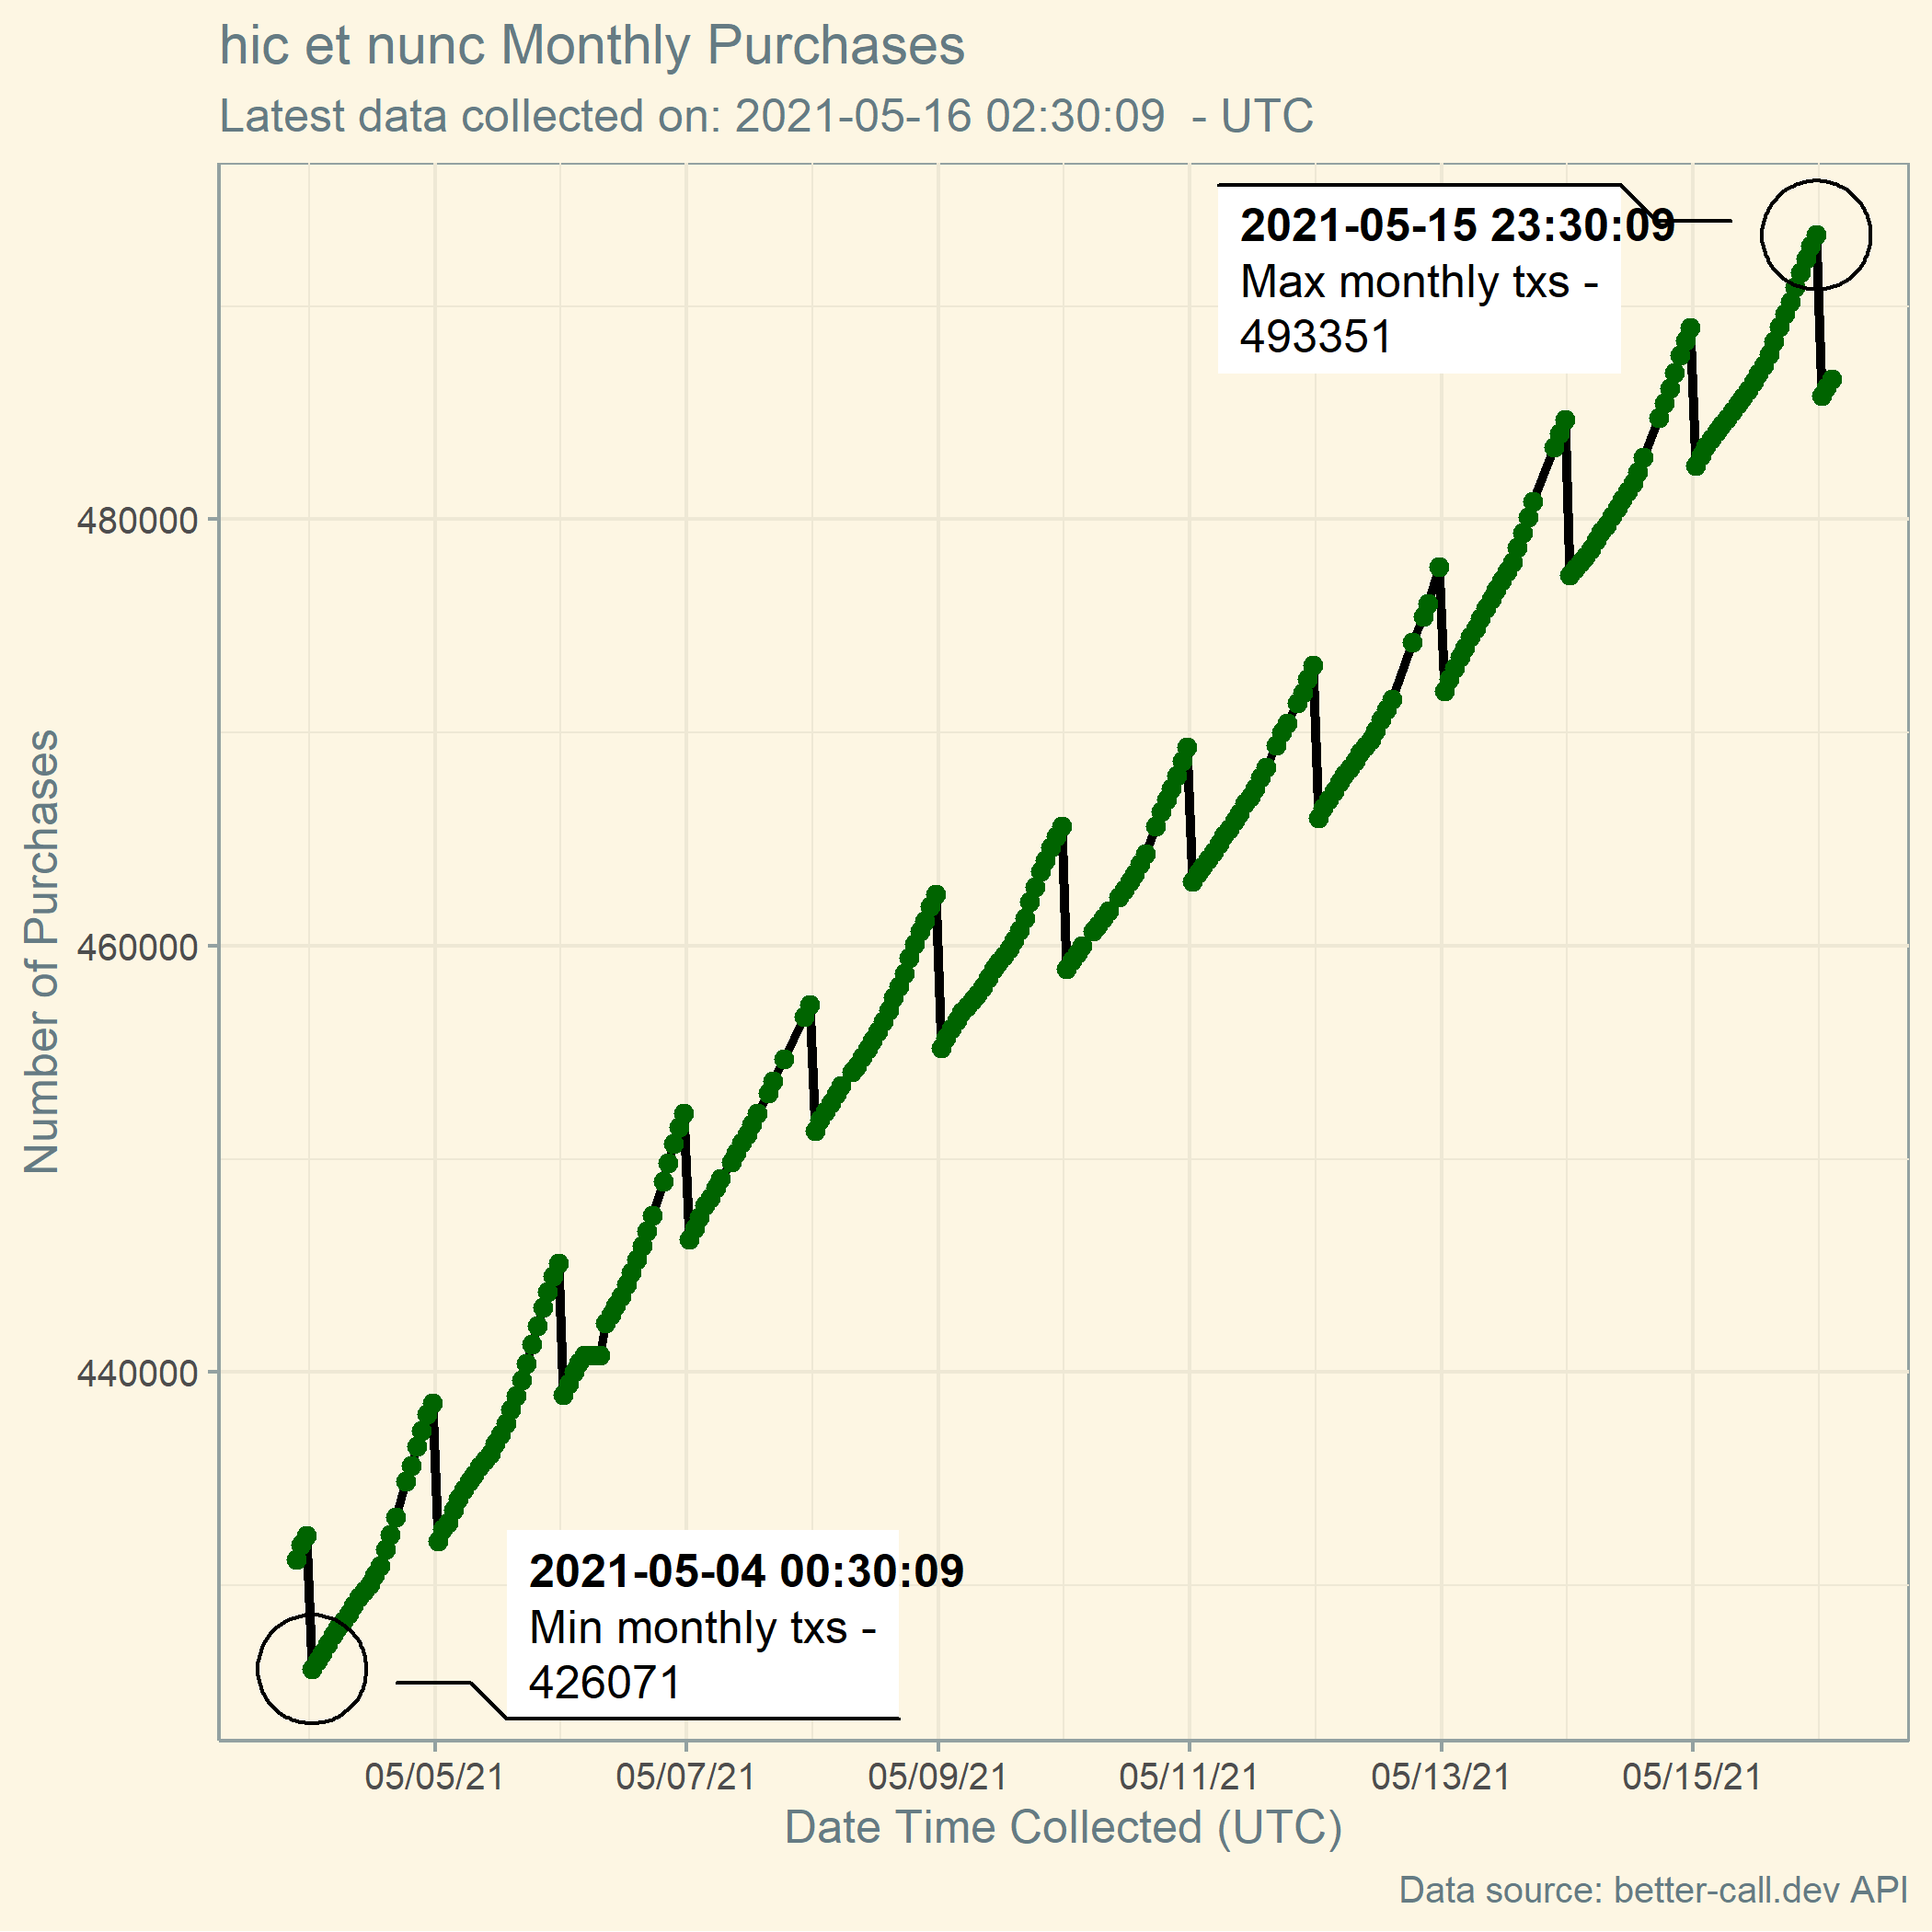 hic et nunc Monthly Purchases
Latest data collected on: 2021-05-16 02:30:09  - UTC
2021-05-15 23:30:09
Max monthly txs -
493351
480000
460000
440000
Number of Purchases
2021-05-04 00:30:09
Min monthly txs -
426071
05/05/21 05/07/21 05/09/21 05/11/21 05/13/21 05/15/21
Date Time Collected (UTC)
Data source: better-call.dev API